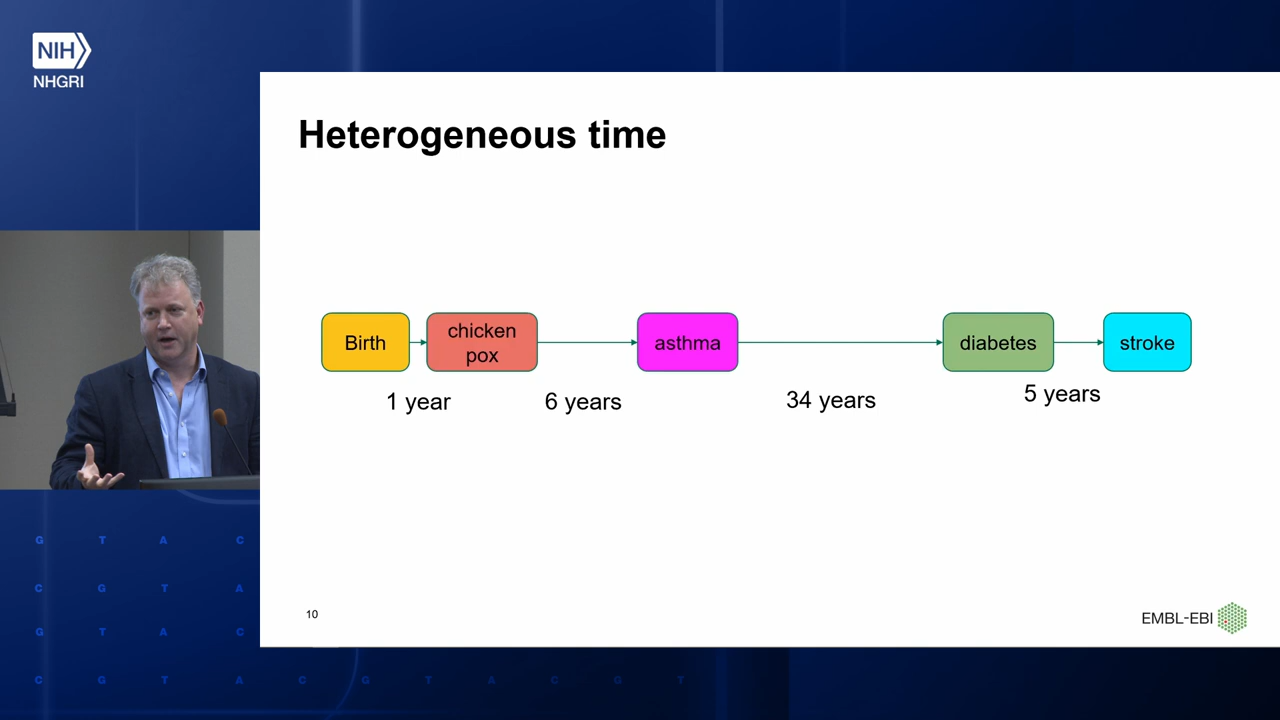 NIH
NHGRI
Heterogeneous time
Birth
chicken
pox
asthma
diabetes
stroke
1 year
6 years
34 years
5 years
G T A C
C G T A
G T A C
C G T A C G T A C G T
10
EMBL-EBI